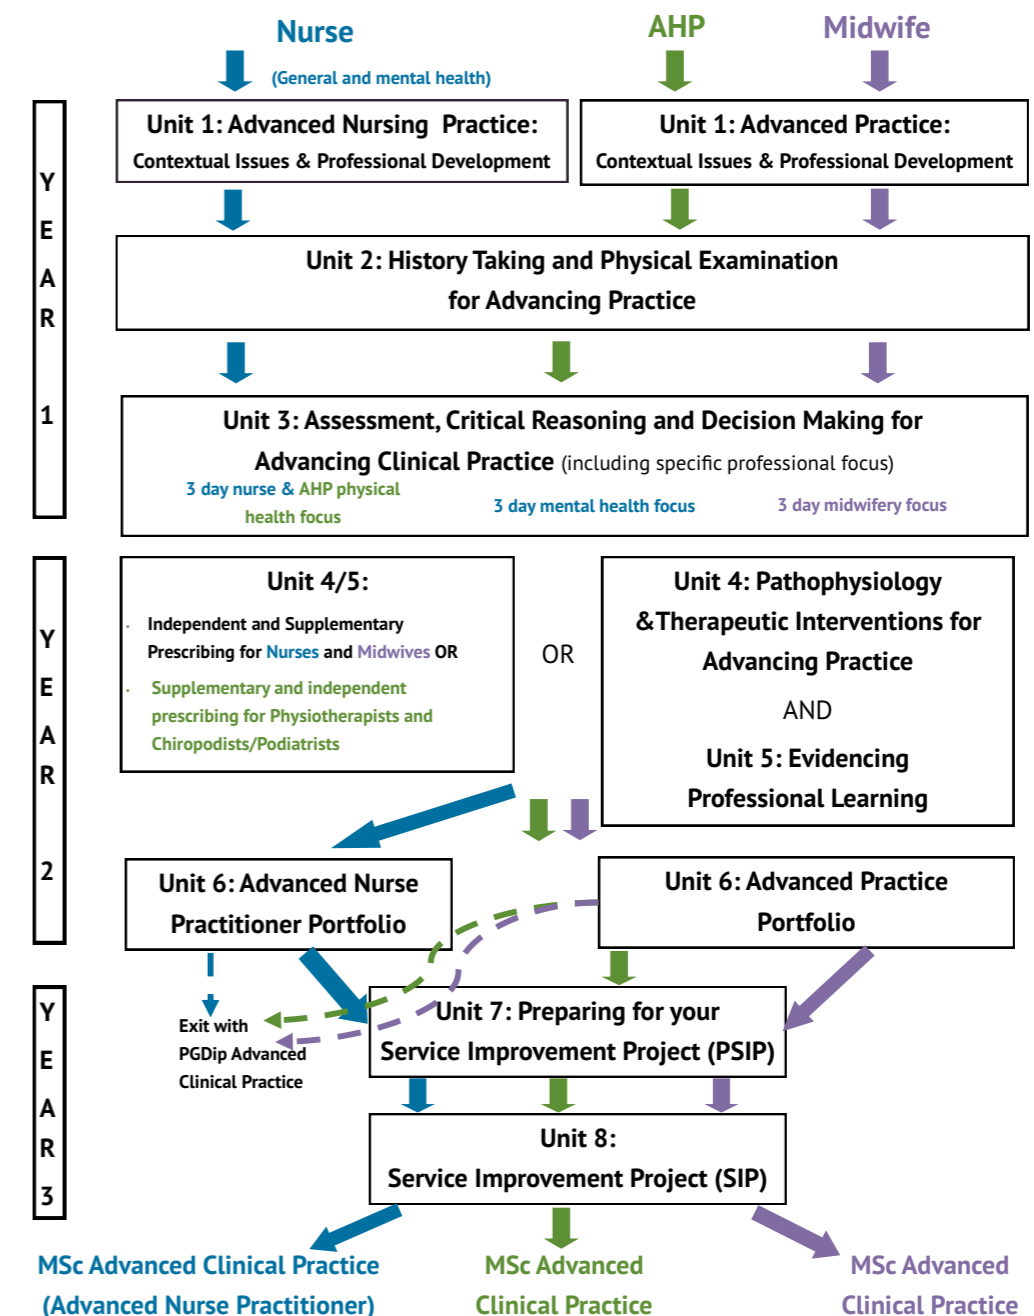 Nurse
AHP
Midwife
(General and mental health)
YEAR 1
Unit 1: Advanced Nursing Practice:
Contextual Issues & Professional Development
Unit 1: Advanced Practice:
Contextual Issues & Professional Development
Unit 2: History Taking and Physical Examination
for Advancing Practice
Unit 3: Assessment, Critical Reasoning and Decision Making for
Advancing Clinical Practice (including specific professional focus)
3 day nurse & AHP physical
health focus
3 day mental health focus
3 day midwifery focus
YEAR 2
Unit 4/5:
· Independent and Supplementary
Prescribing for Nurses and Midwives OR
· Supplementary and independent
prescribing for Physiotherapists and
Chiropodists/Podiatrists
OR
Unit 4: Pathophysiology
&Therapeutic Interventions for
Advancing Practice
AND
Unit 5: Evidencing
Professional Learning
Unit 6: Advanced Nurse
Practitioner Portfolio
Unit 6: Advanced Practice
Portfolio
YEAR 3
Exit with
PGDip Advanced
Clinical Practice
Unit 7: Preparing for your
Service Improvement Project (PSIP)
Unit 8:
Service Improvement Project (SIP)
MSc Advanced Clinical Practice
(Advanced Nurse Practitioner)
MSc Advanced
Clinical Practice
MSc Advanced
Clinical Practice